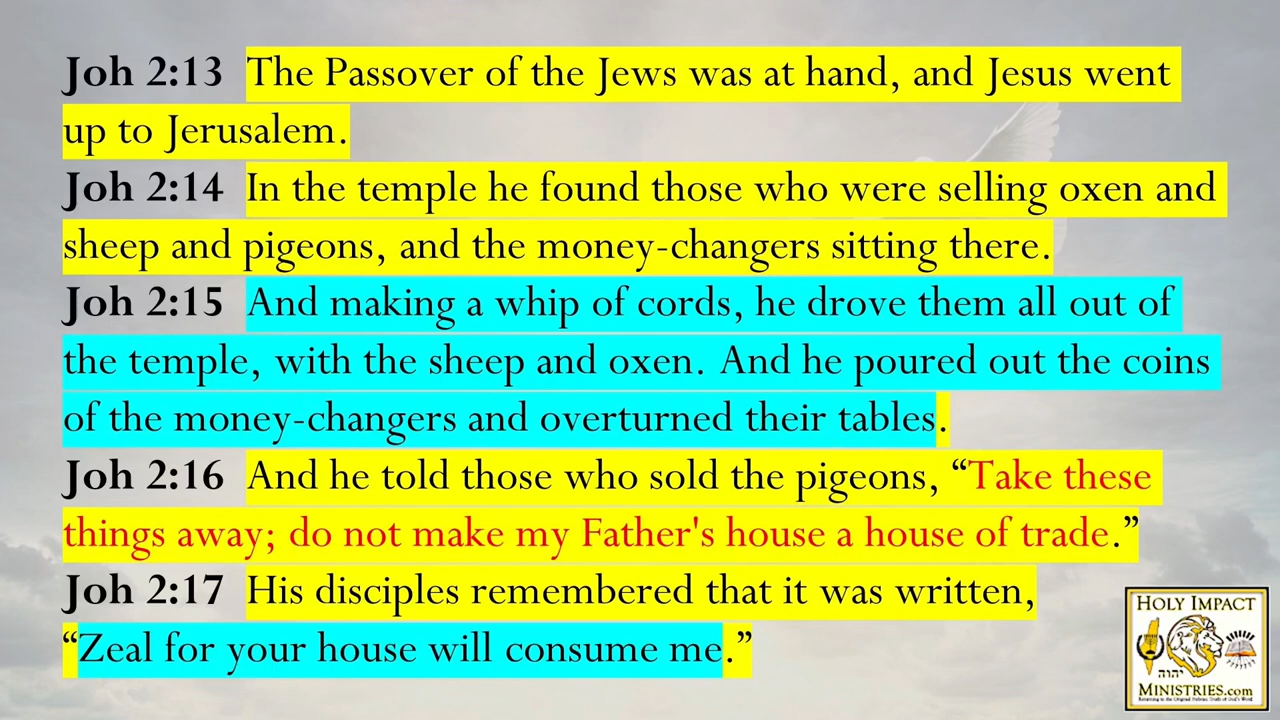 Joh 2:13 The Passover of the Jews was at hand, and Jesus went
up to Jerusalem.
Joh 2:14 In the temple he found those who were selling oxen and
sheep and pigeons, and the money-changers sitting there.
Joh 2:15 And making a whip of cords, he drove them all out of
the temple, with the sheep and oxen. And he poured out the coins
of the money-changers and overturned their tables.
Joh 2:16 And he told those who sold the pigeons, “Take these
things away; do not make my Father's house a house of trade.”
Joh 2:17 His disciples remembered that it was written,
“Zeal for your house will consume me.”
HOLY IMPACT
יהוה
MINISTRIES.com